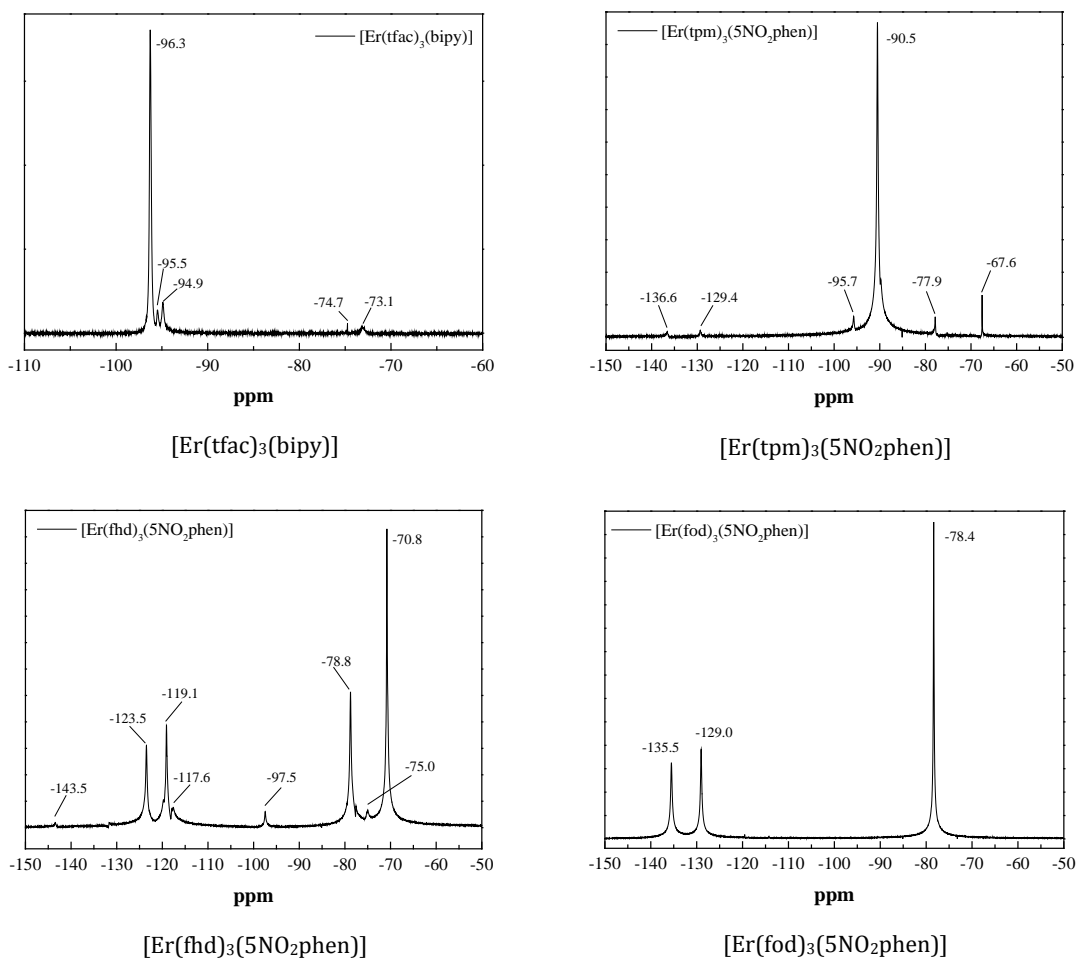 [Er(tfac)₃(bipy)]
-96.3
-95.5
-94.9
-74.7
-73.1
-110 -100 -90 -80 -70 -60
ppm
[Er(tfac)₃(bipy)]
[Er(tpm)₃(5NO₂phen)]
-90.5
-67.6
-95.7
-77.9
-136.6
-129.4
-150 -140 -130 -120 -110 -100 -90 -80 -70 -60 -50
ppm
[Er(tpm)₃(5NO₂phen)]
[Er(fhd)₃(5NO₂phen)]
-70.8
-78.8
-119.1
-123.5
-75.0
-117.6
-97.5
-143.5
-150 -140 -130 -120 -110 -100 -90 -80 -70 -60 -50
ppm
[Er(fhd)₃(5NO₂phen)]
[Er(fod)₃(5NO₂phen)]
-78.4
-129.0
-135.5
-150 -140 -130 -120 -110 -100 -90 -80 -70 -60 -50
ppm
[Er(fod)₃(5NO₂phen)]